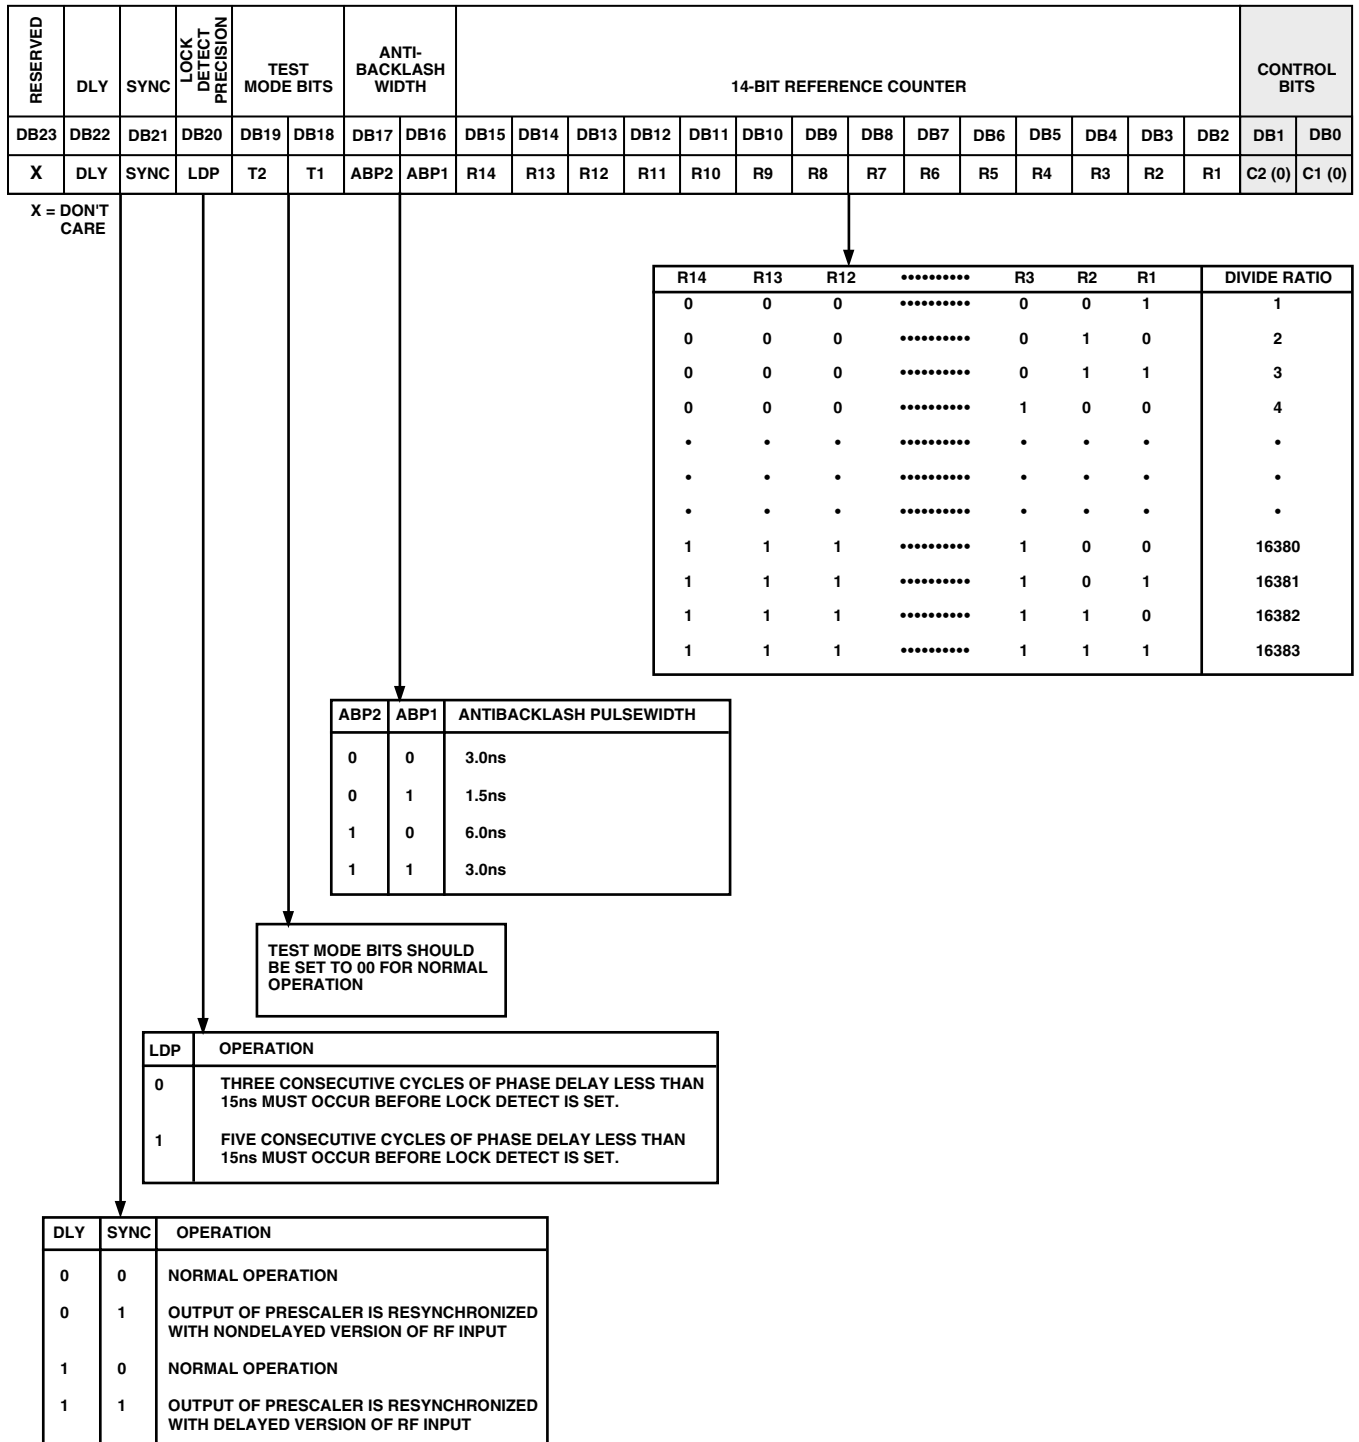 RESERVED DLY SYNC LOCK DETECT PRECISION TEST MODE BITS ANTI-BACKLASH WIDTH 14-BIT REFERENCE COUNTER CONTROL BITS
DB23 DB22 DB21 DB20 DB19 DB18 DB17 DB16 DB15 DB14 DB13 DB12 DB11 DB10 DB9 DB8 DB7 DB6 DB5 DB4 DB3 DB2 DB1 DB0
X DLY SYNC LDP T2 T1 ABP2 ABP1 R14 R13 R12 R11 R10 R9 R8 R7 R6 R5 R4 R3 R2 R1 C2 (0) C1 (0)
X = DON'T
CARE
R14 R13 R12 •••••••••• R3 R2 R1 DIVIDE RATIO
0 0 0 •••••••••• 0 0 1 1
0 0 0 •••••••••• 0 1 0 2
0 0 0 •••••••••• 0 1 1 3
0 0 0 •••••••••• 1 0 0 4
• • • •••••••••• • • • •
• • • •••••••••• • • • •
• • • •••••••••• • • • •
1 1 1 •••••••••• 1 0 0 16380
1 1 1 •••••••••• 1 0 1 16381
1 1 1 •••••••••• 1 1 0 16382
1 1 1 •••••••••• 1 1 1 16383
ABP2 ABP1 ANTIBACKLASH PULSEWIDTH
0 0 3.0ns
0 1 1.5ns
1 0 6.0ns
1 1 3.0ns
TEST MODE BITS SHOULD
BE SET TO 00 FOR NORMAL
OPERATION
LDP OPERATION
0 THREE CONSECUTIVE CYCLES OF PHASE DELAY LESS THAN
15ns MUST OCCUR BEFORE LOCK DETECT IS SET.
1 FIVE CONSECUTIVE CYCLES OF PHASE DELAY LESS THAN
15ns MUST OCCUR BEFORE LOCK DETECT IS SET.
DLY SYNC OPERATION
0 0 NORMAL OPERATION
0 1 OUTPUT OF PRESCALER IS RESYNCHRONIZED
WITH NONDELAYED VERSION OF RF INPUT
1 0 NORMAL OPERATION
1 1 OUTPUT OF PRESCALER IS RESYNCHRONIZED
WITH DELAYED VERSION OF RF INPUT